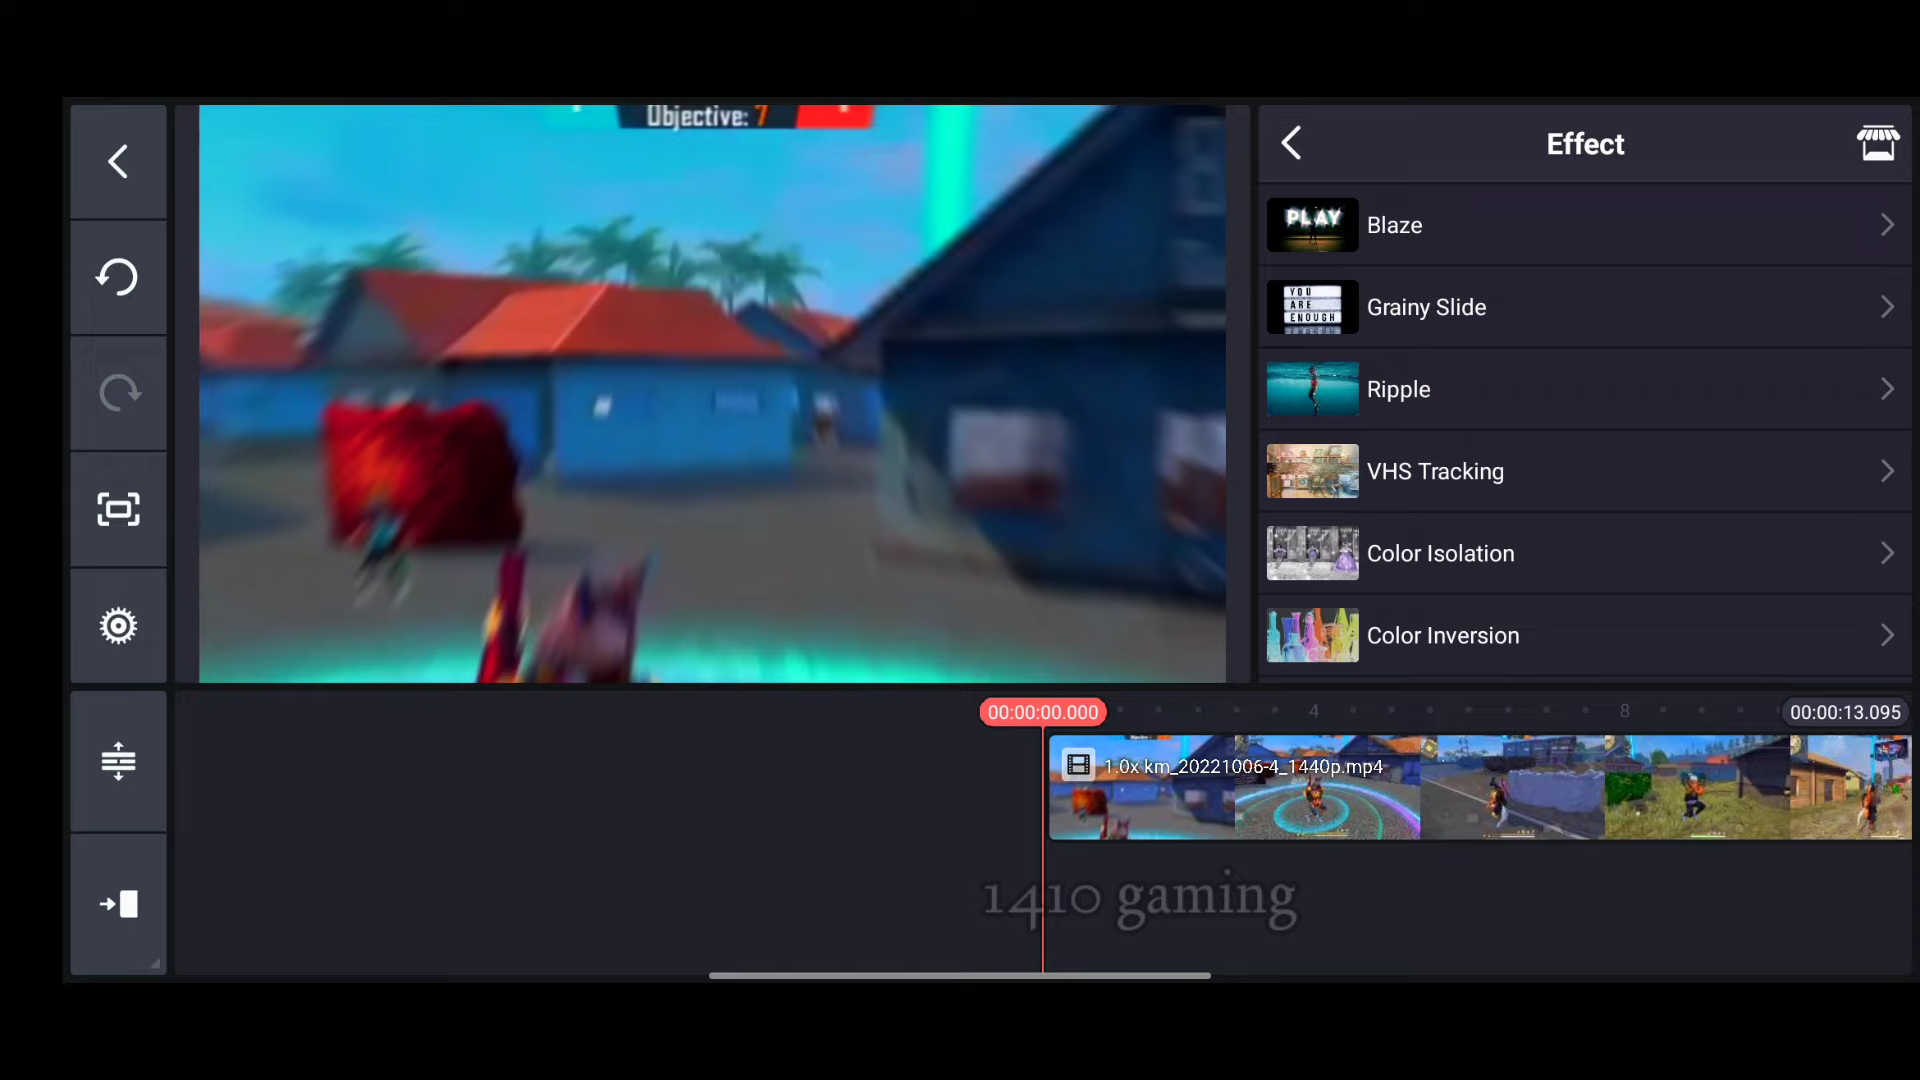 Objective: 7
Effect
PLAY
Blaze
YOU
ARE
ENOUGH
Grainy Slide
Ripple
VHS Tracking
Color Isolation
Color Inversion
00:00:00.000
4
8
00:00:13.095
1.0x km_20221006-4_1440p.mp4
1410 gaming